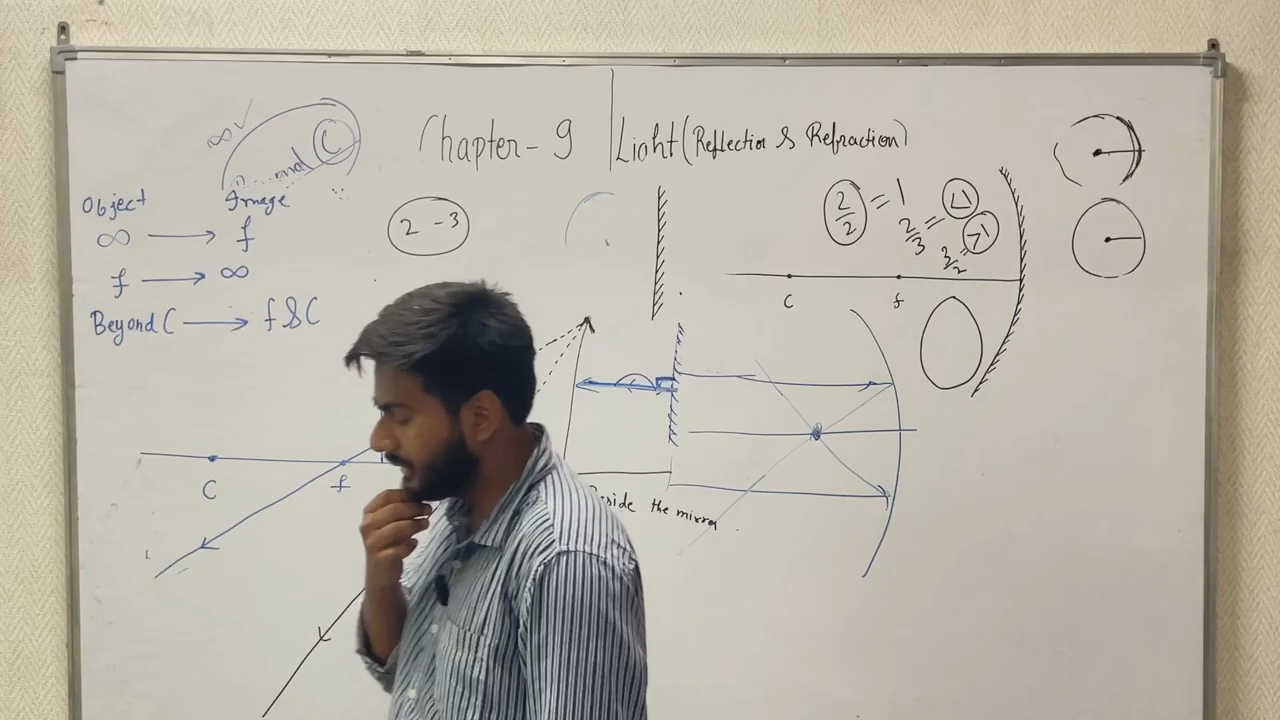 ∞ ✓
C
Chapter-9 Light (Reflection & Refraction)
Object Image
∞ → f
f → ∞
Beyond C → f & C
2 - 3
2/2 = 1
2/3 = <1
3/2 = >1
C f
C f
the mirror